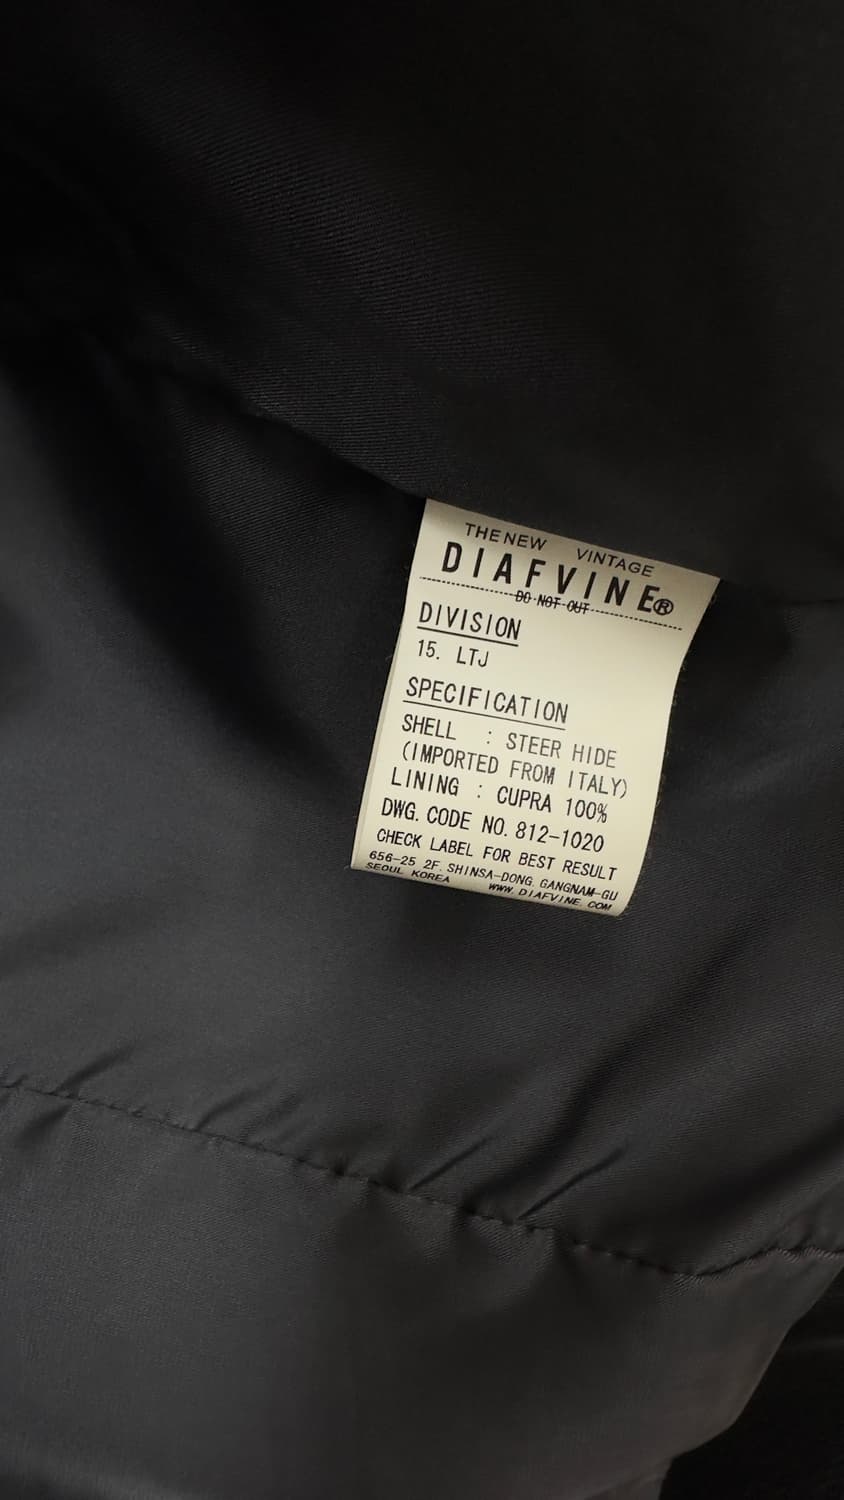 THE NEW VINTAGE
DIAFVINE®
DO NOT OUT
DIVISION
15. LTJ
SPECIFICATION
SHELL : STEER HIDE
(IMPORTED FROM ITALY)
LINING : CUPRA 100%
DWG. CODE NO. 812-1020
CHECK LABEL FOR BEST RESULT
656-25 2F. SHINSA-DONG. GANGNAM-GU
SEOUL KOREA WWW.DIAFVINE.COM